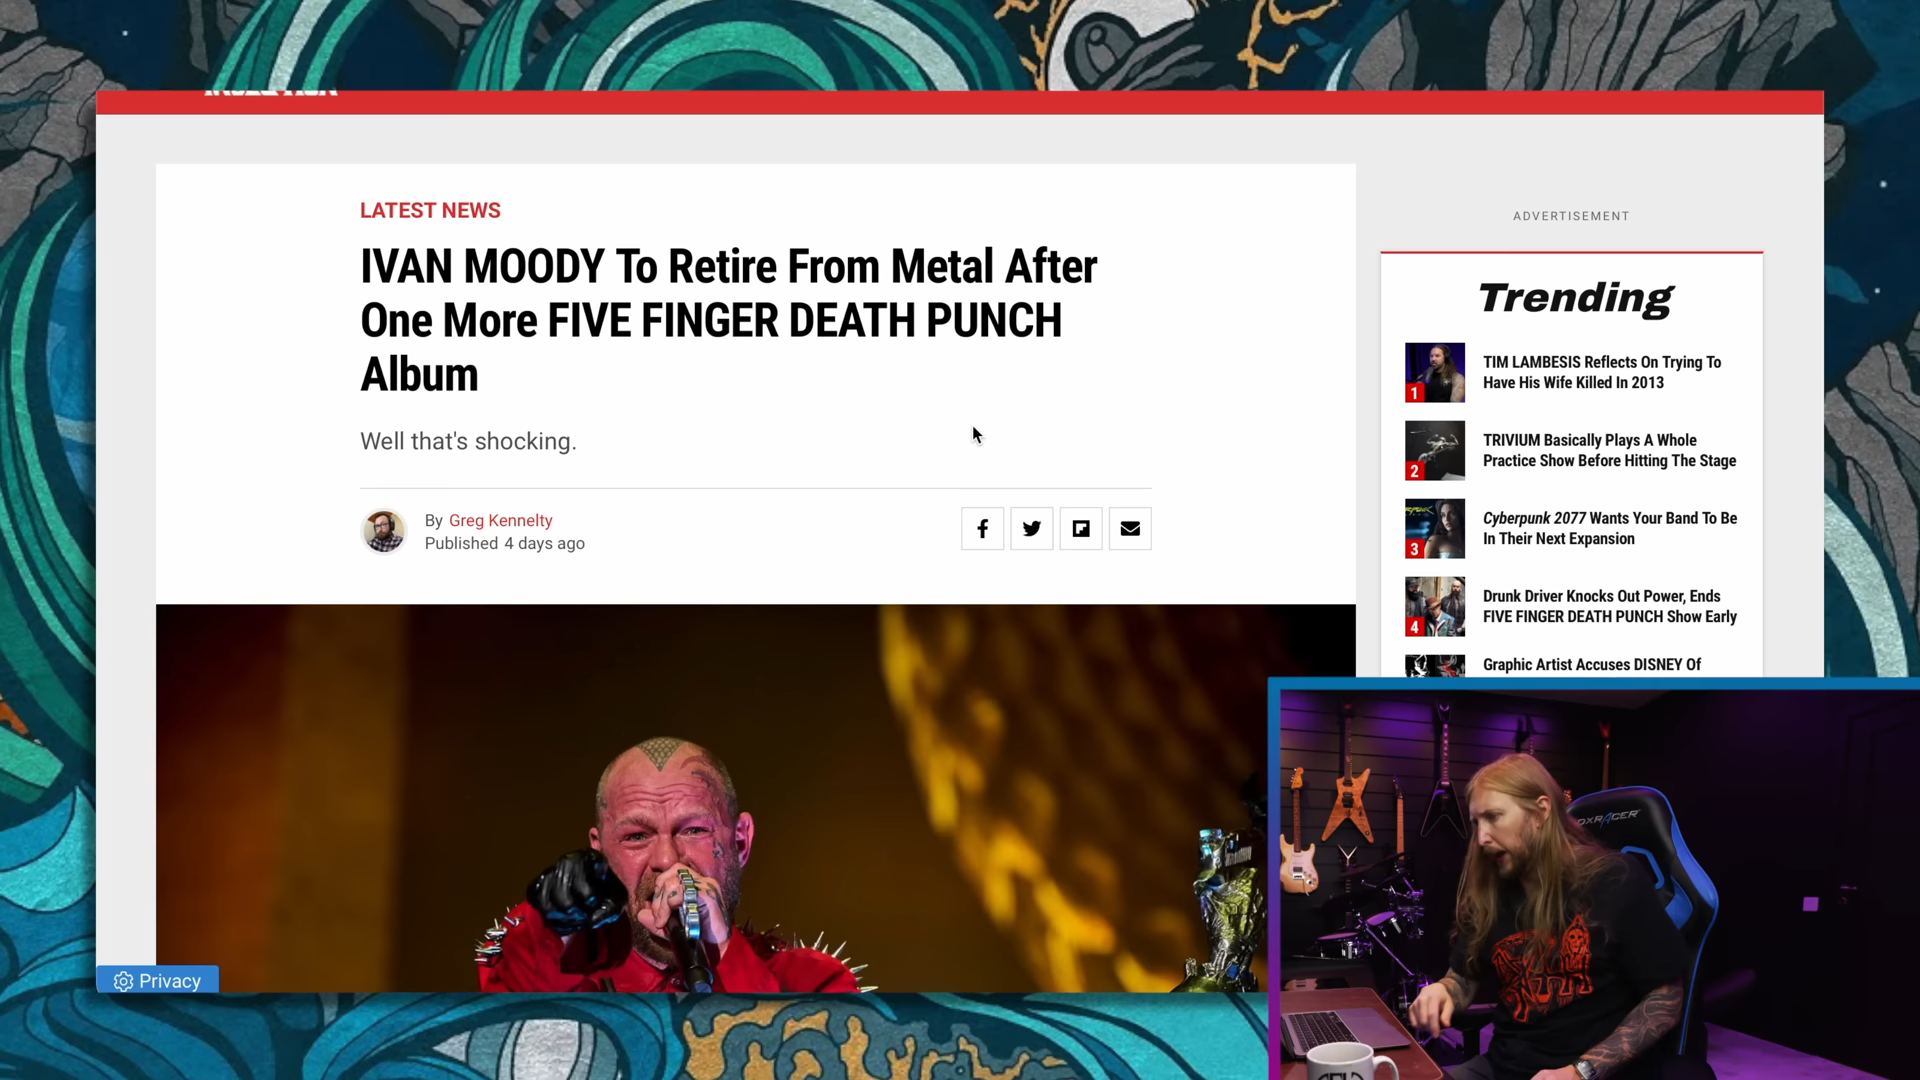 LATEST NEWS
IVAN MOODY To Retire From Metal After
One More FIVE FINGER DEATH PUNCH
Album
Well that's shocking.
By Greg Kennelty
Published 4 days ago
ADVERTISEMENT
Trending
1
TIM LAMBESIS Reflects On Trying To
Have His Wife Killed In 2013
2
TRIVIUM Basically Plays A Whole
Practice Show Before Hitting The Stage
3
Cyberpunk 2077 Wants Your Band To Be
In Their Next Expansion
4
Drunk Driver Knocks Out Power, Ends
FIVE FINGER DEATH PUNCH Show Early
Graphic Artist Accuses DISNEY Of
Privacy
DXRACER